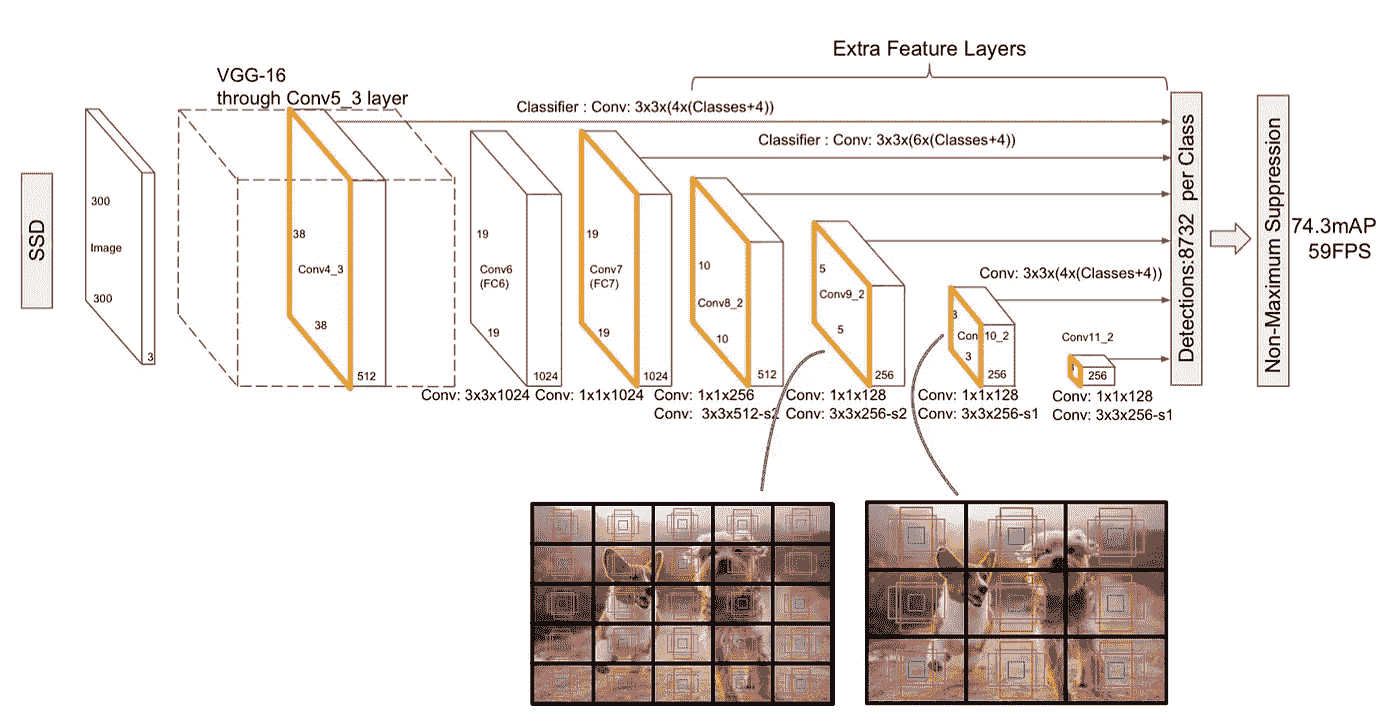 Extra Feature Layers
VGG-16
through Conv5_3 layer
Classifier : Conv: 3x3x(4x(Classes+4))
Classifier : Conv: 3x3x(6x(Classes+4))
SSD
300
Image
300
3
38
Conv4_3
38
512
19
Conv6
(FC6)
19
1024
19
Conv7
(FC7)
19
1024
10
Conv8_2
10
512
5
Conv9_2
5
256
Conv: 3x3x(4x(Classes+4))
3
Conv10_2
3
256
Conv11_2
256
Detections:8732 per Class
Non-Maximum Suppression
74.3mAP
59FPS
Conv: 3x3x1024
Conv: 1x1x1024
Conv: 1x1x256
Conv: 3x3x512-s2
Conv: 1x1x128
Conv: 3x3x256-s2
Conv: 1x1x128
Conv: 3x3x256-s1
Conv: 1x1x128
Conv: 3x3x256-s1